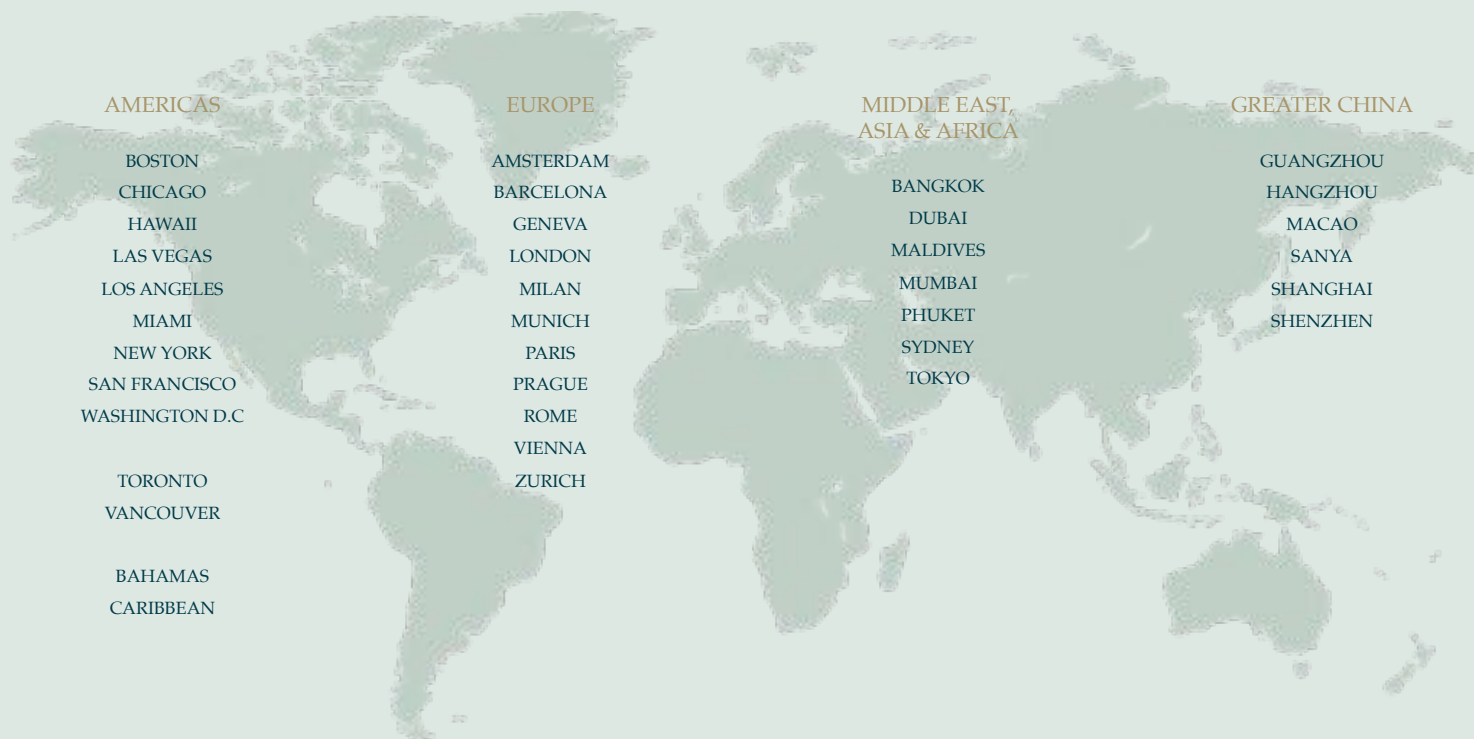 AMERICAS
BOSTON
CHICAGO
HAWAII
LAS VEGAS
LOS ANGELES
MIAMI
NEW YORK
SAN FRANCISCO
WASHINGTON D.C
TORONTO
VANCOUVER
BAHAMAS
CARIBBEAN
EUROPE
AMSTERDAM
BARCELONA
GENEVA
LONDON
MILAN
MUNICH
PARIS
PRAGUE
ROME
VIENNA
ZURICH
MIDDLE EAST,
ASIA & AFRICA
BANGKOK
DUBAI
MALDIVES
MUMBAI
PHUKET
SYDNEY
TOKYO
GREATER CHINA
GUANGZHOU
HANGZHOU
MACAO
SANYA
SHANGHAI
SHENZHEN